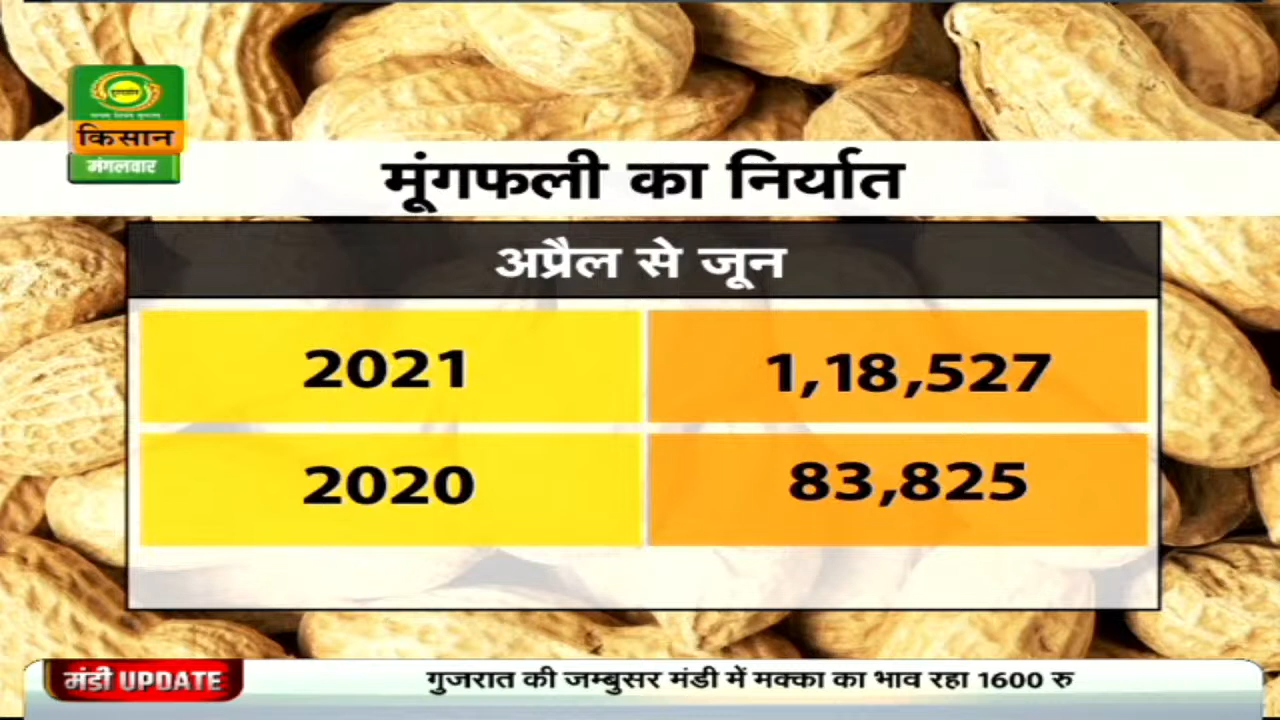 किसान
मंगलवार
मूंगफली का निर्यात
अप्रैल से जून
2021 1,18,527
2020 83,825
मंडी UPDATE गुजरात की जम्बुसर मंडी में मक्का का भाव रहा 1600 रु